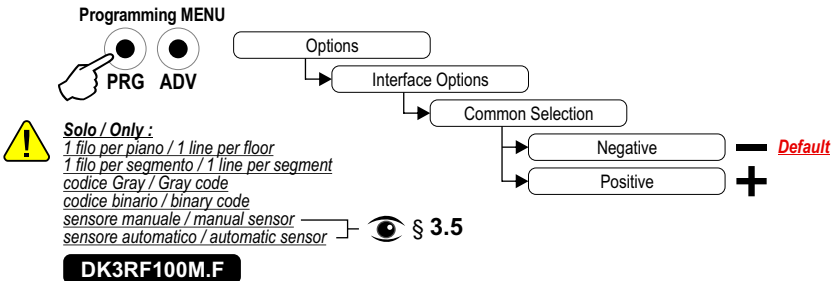 Programming MENU
PRG ADV
Options
Interface Options
Common Selection
Negative
Default
Positive
Solo / Only :
1 filo per piano / 1 line per floor
1 filo per segmento / 1 line per segment
codice Gray / Gray code
codice binario / binary code
sensore manuale / manual sensor
sensore automatico / automatic sensor
§ 3.5
DK3RF100M.F